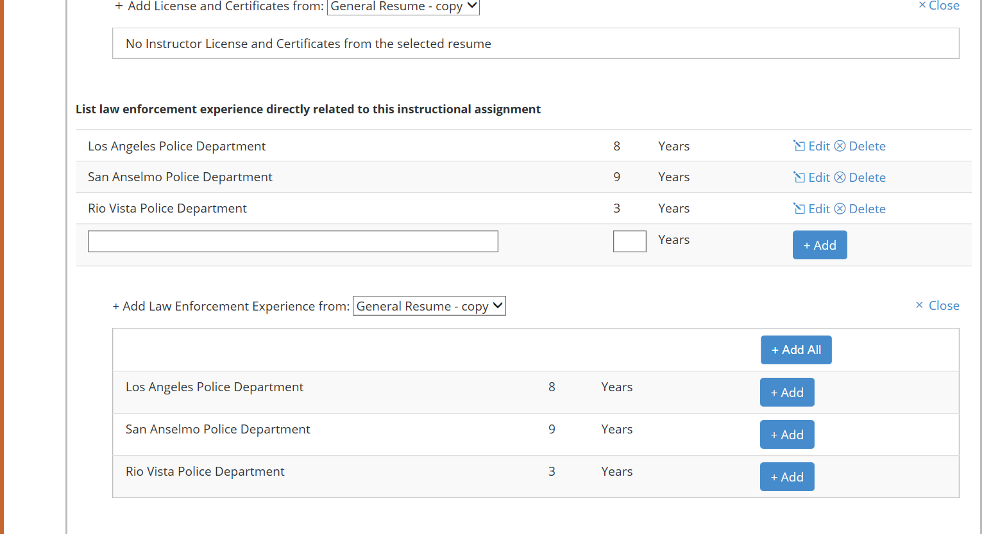 + Add License and Certificates from: General Resume - copy × Close
No Instructor License and Certificates from the selected resume
List law enforcement experience directly related to this instructional assignment
Los Angeles Police Department 8 Years Edit Delete
San Anselmo Police Department 9 Years Edit Delete
Rio Vista Police Department 3 Years Edit Delete
Years + Add
+ Add Law Enforcement Experience from: General Resume - copy × Close
+ Add All
Los Angeles Police Department 8 Years + Add
San Anselmo Police Department 9 Years + Add
Rio Vista Police Department 3 Years + Add